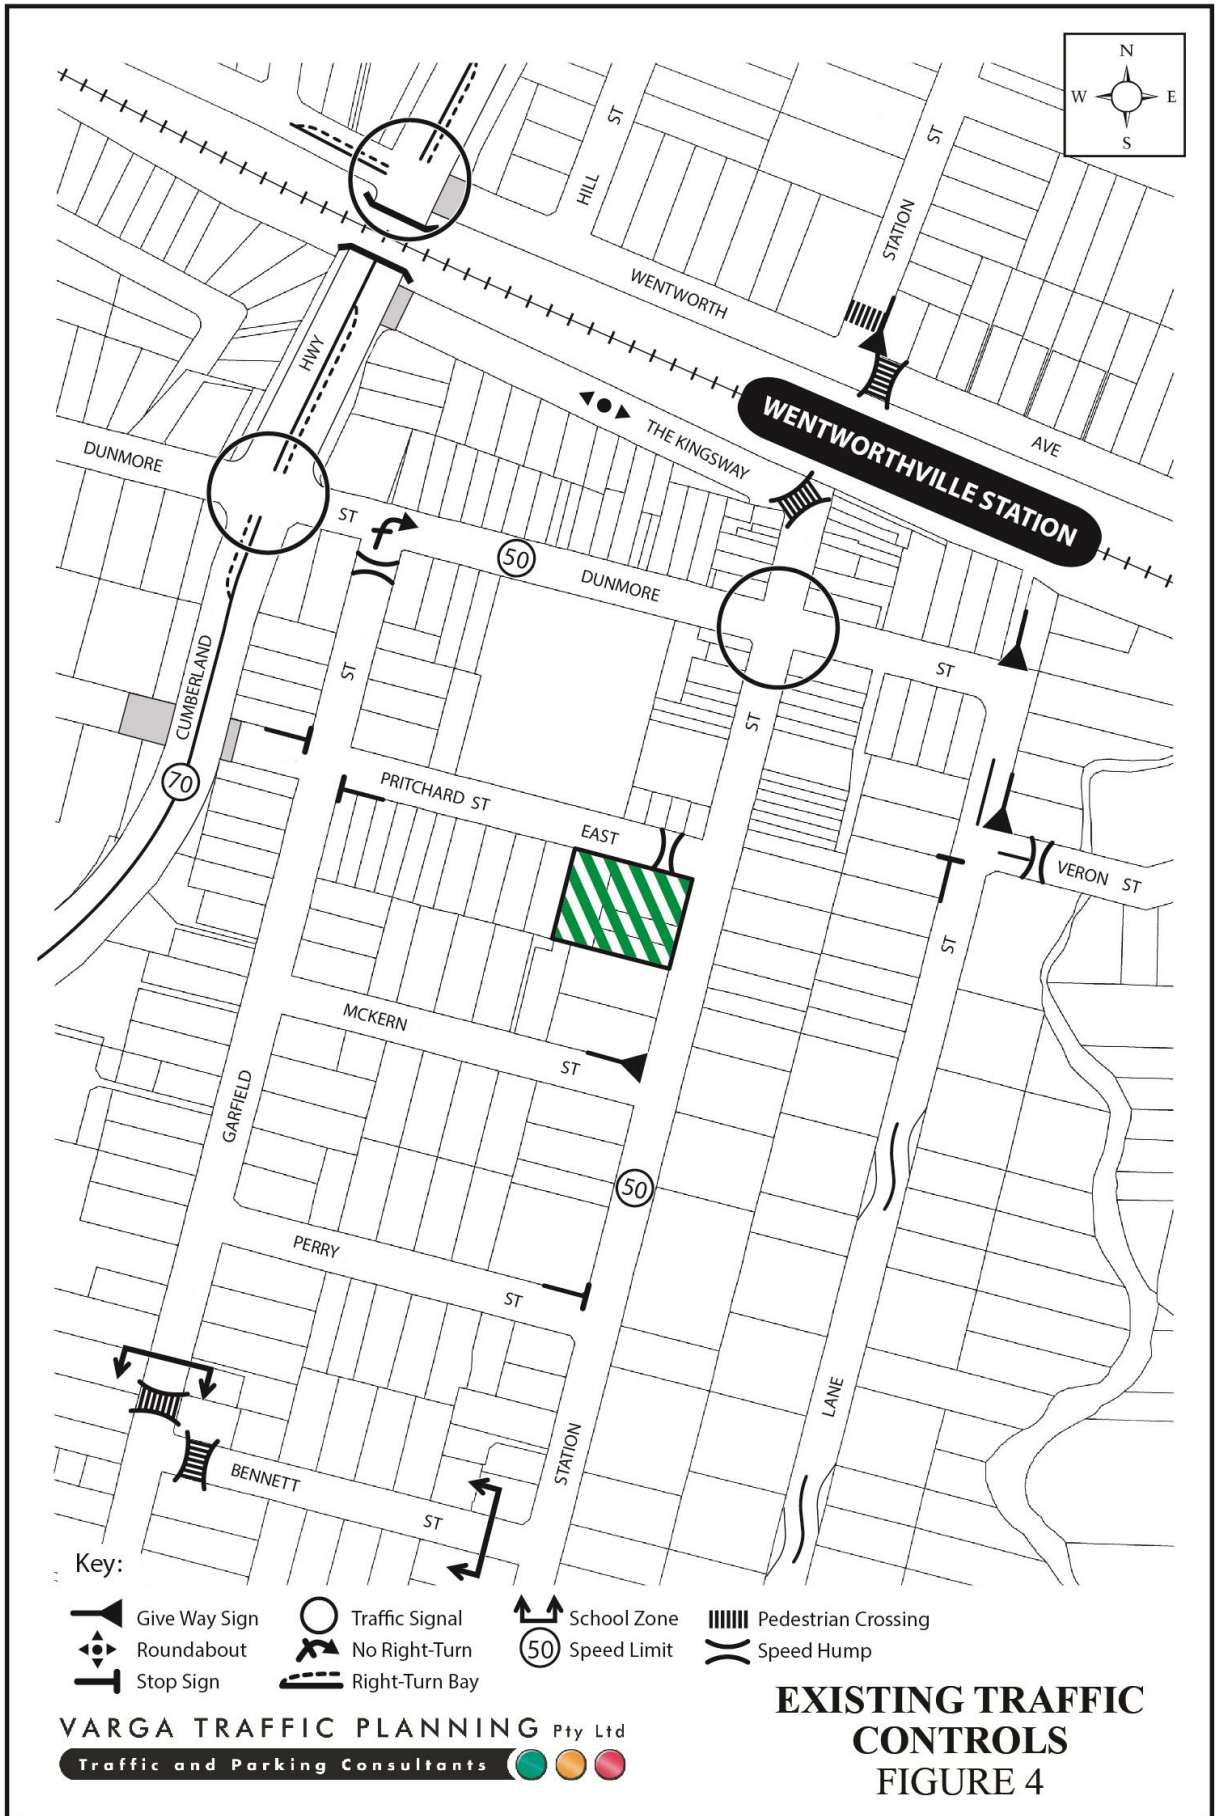 N
W E
S
HILL
ST
STATION
ST
WENTWORTH
AVE
HWY
WENTWORTHVILLE STATION
THE KINGSWAY
DUNMORE
ST
50
DUNMORE
ST
CUMBERLAND
70
ST
ST
PRITCHARD ST
EAST
VERON ST
ST
MCKERN
ST
GARFIELD
50
PERRY
ST
LANE
STATION
BENNETT
ST
Key:
Give Way Sign
Roundabout
Stop Sign
Traffic Signal
No Right-Turn
Right-Turn Bay
School Zone
50 Speed Limit
Pedestrian Crossing
Speed Hump
VARGA TRAFFIC PLANNING Pty Ltd
Traffic and Parking Consultants
EXISTING TRAFFIC
CONTROLS
FIGURE 4